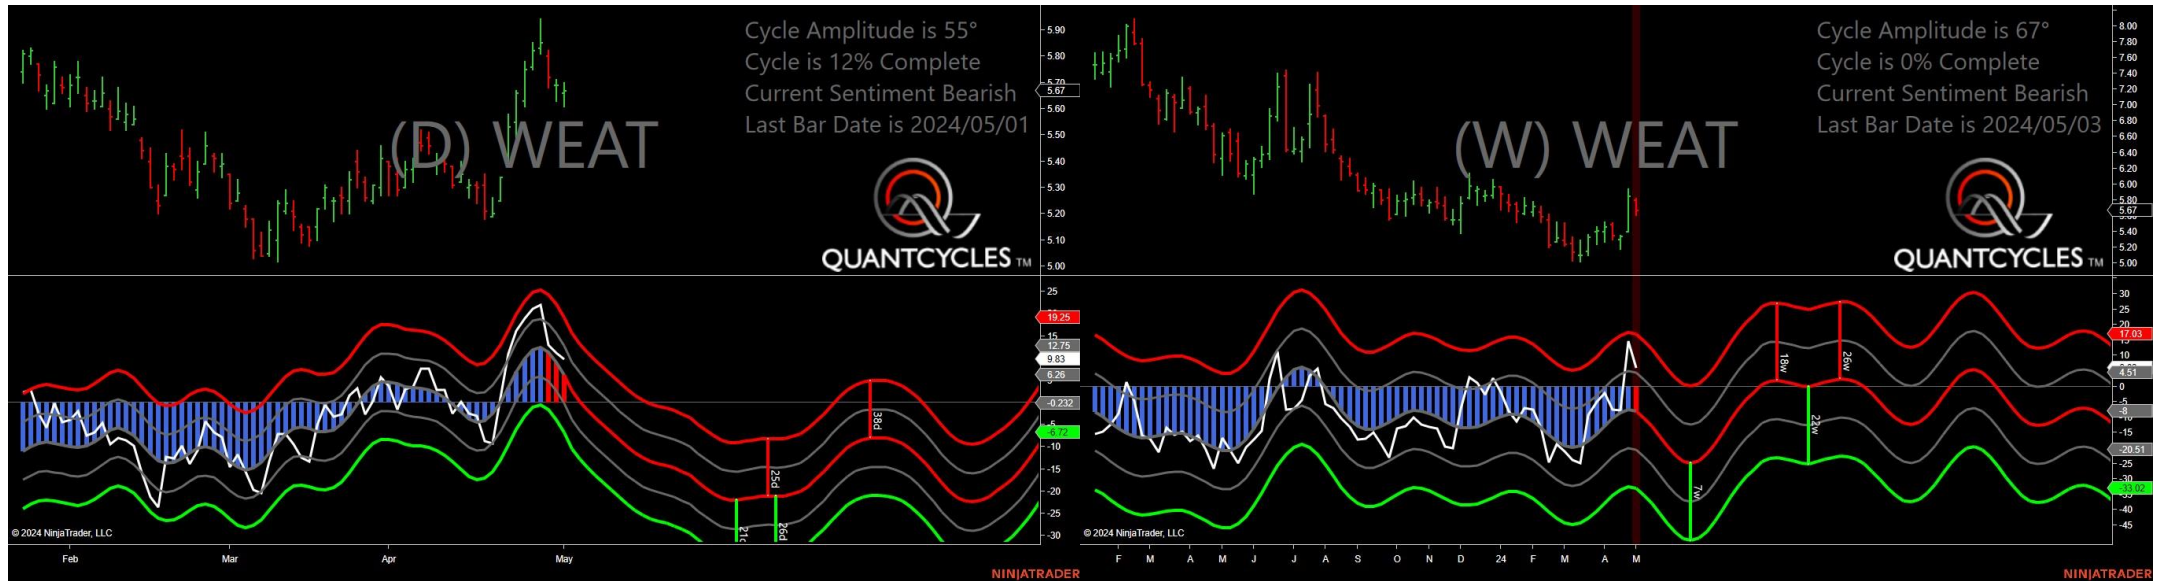 Cycle Amplitude is 55°
Cycle is 12% Complete
Current Sentiment Bearish
Last Bar Date is 2024/05/01
(D) WEAT
QUANTCYCLES TM
5.90
5.80
5.70
5.67
5.60
5.50
5.40
5.30
5.20
5.10
5.00
25
19.25
15
12.75
9.83
6.26
-0.232
-6.72
-10
-15
-20
-25
-30
38d
25d
26d
© 2024 NinjaTrader, LLC
Feb Mar Apr May
NINJATRADER
Cycle Amplitude is 67°
Cycle is 0% Complete
Current Sentiment Bearish
Last Bar Date is 2024/05/03
(W) WEAT
QUANTCYCLES TM
8.00
7.80
7.60
7.40
7.20
7.00
6.80
6.60
6.40
6.20
6.00
5.80
5.67
5.40
5.20
5.00
30
25
20
17.03
15
10
4.51
0
-5
-8
-15
-20.51
-25
-33.02
-40
-45
18w
26w
22w
7w
© 2024 NinjaTrader, LLC
F M A M J J A S O N D 24 F M A M
NINJATRADER